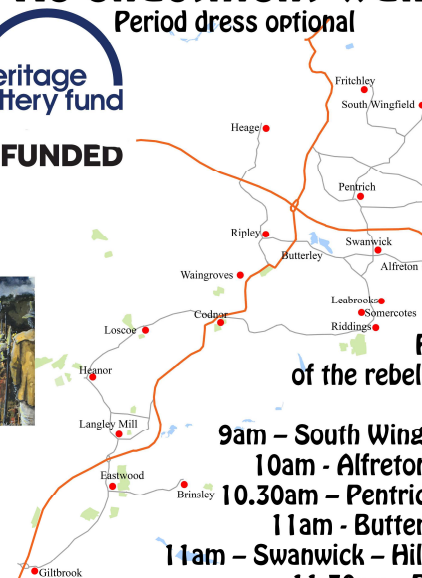 Period dress optional
eritage
ttery fund
FUNDED
Fritchley
South Wingfield
Heage
Pentrich
Ripley
Swanwick
Butterley
Alfreton
Waingroves
Leabrooks
Codnor
Somercotes
Loscoe
Riddings
of the rebel
Heanor
Langley Mill
9am – South Wing
10am - Alfreton
Eastwood
Brinsley
10.30am – Pentric
11am - Butter
11am – Swanwick – Hil
Giltbrook